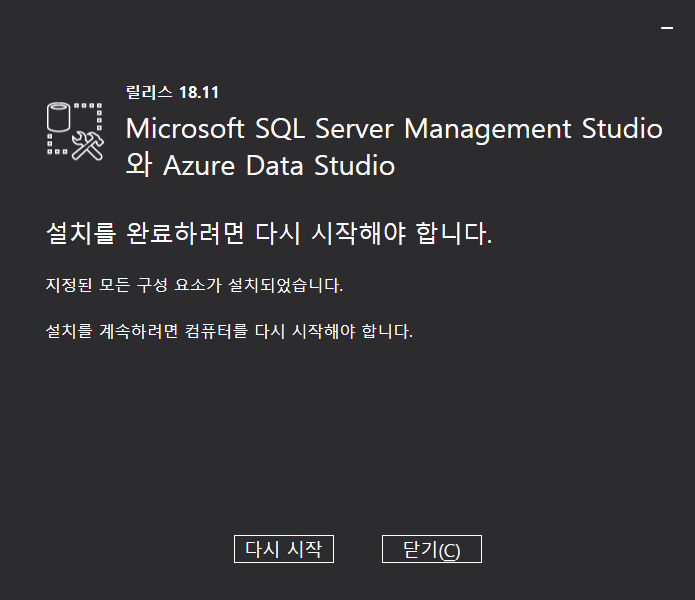 릴리스 18.11
Microsoft SQL Server Management Studio
와 Azure Data Studio
설치를 완료하려면 다시 시작해야 합니다.
지정된 모든 구성 요소가 설치되었습니다.
설치를 계속하려면 컴퓨터를 다시 시작해야 합니다.
다시 시작
닫기(C)